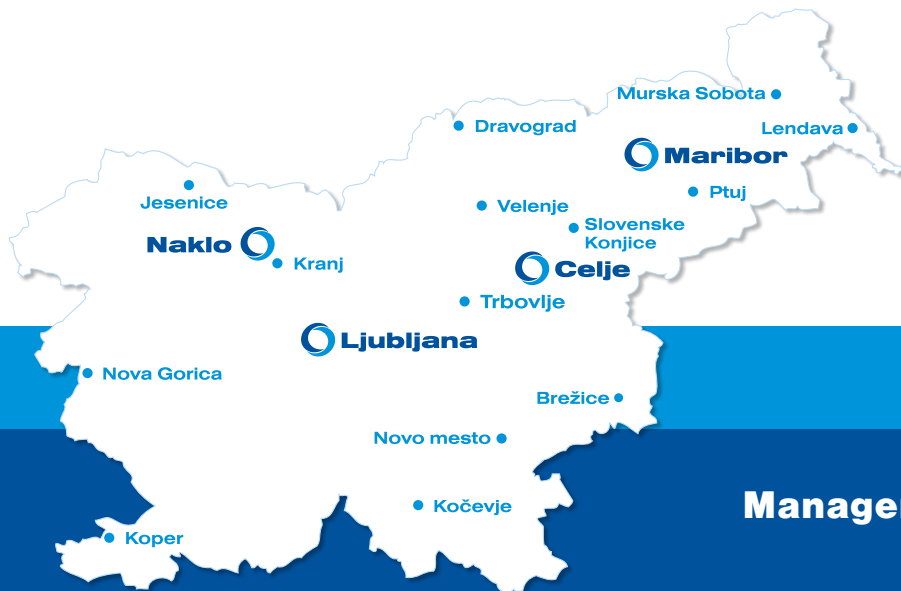 Murska Sobota
Dravograd
Lendava
Maribor
Ptuj
Jesenice
Velenje
Slovenske
Konjice
Naklo
Kranj
Celje
Trbovlje
Ljubljana
Nova Gorica
Brežice
Novo mesto
Kočevje
Koper